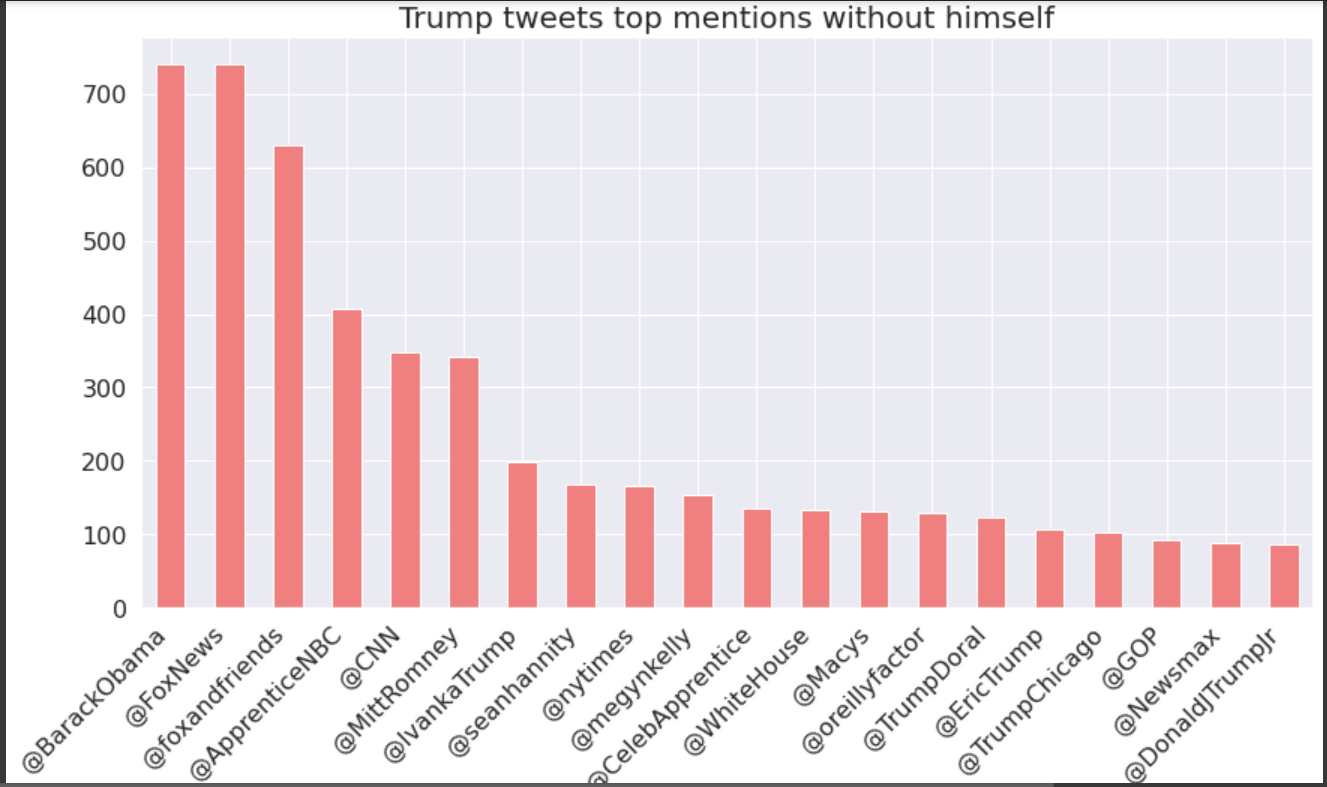 Trump tweets top mentions without himself
700
600
500
400
300
200
100
0
@BarackObama
@FoxNews
@foxandfriends
@ApprenticeNBC
@CNN
@MittRomney
@IvankaTrump
@seanhannity
@nytimes
@megynkelly
@CelebApprentice
@WhiteHouse
@Macys
@oreillyfactor
@TrumpDoral
@EricTrump
@TrumpChicago
@GOP
@Newsmax
@DonaldJTrumpJr